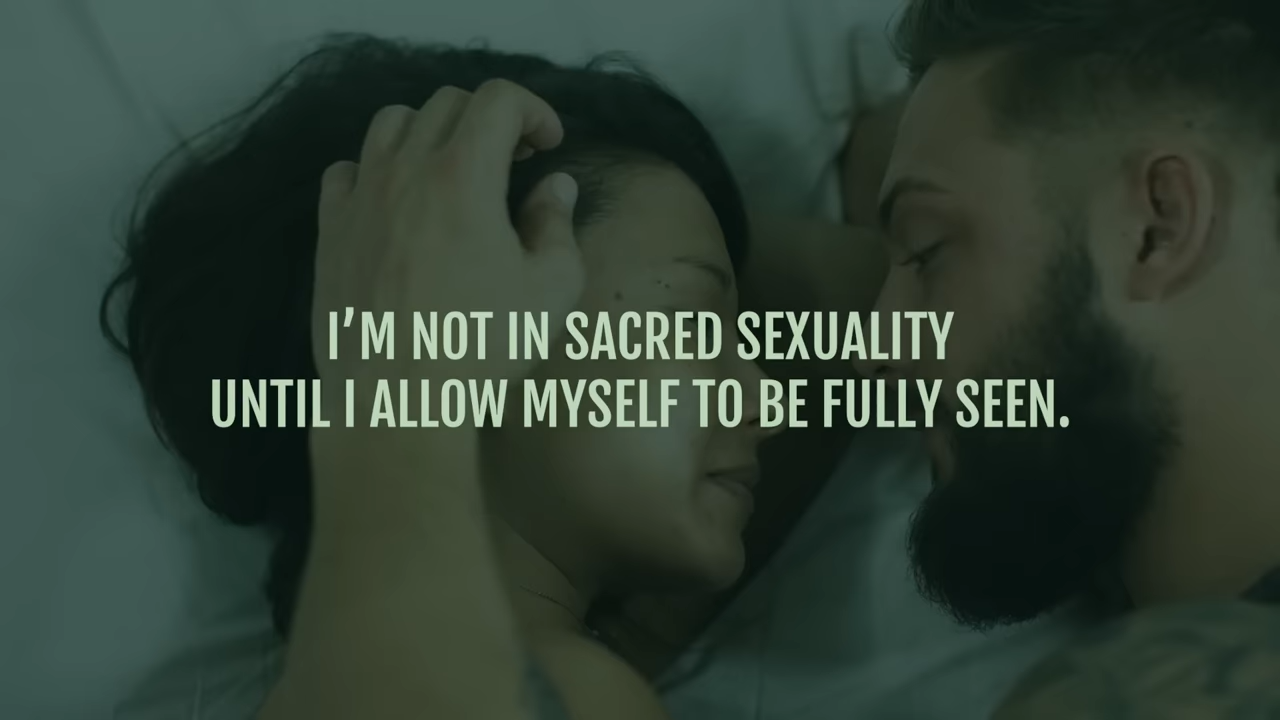 I’M NOT IN SACRED SEXUALITY
UNTIL I ALLOW MYSELF TO BE FULLY SEEN.